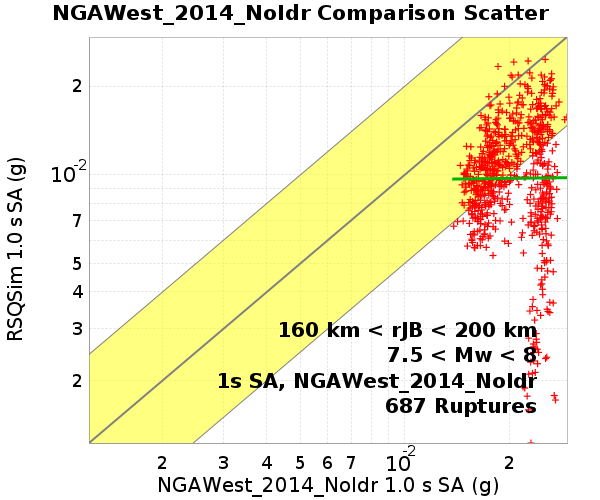 NGAWest_2014_NoIdr Comparison Scatter
2
10-2
7
5
4
3
2
RSQSim 1.0 s SA (g)
160 km < rJB < 200 km
7.5 < Mw < 8
1s SA, NGAWest_2014_NoIdr
687 Ruptures
2 3 4 5 6 7 10-2 2
NGAWest_2014_NoIdr 1.0 s SA (g)